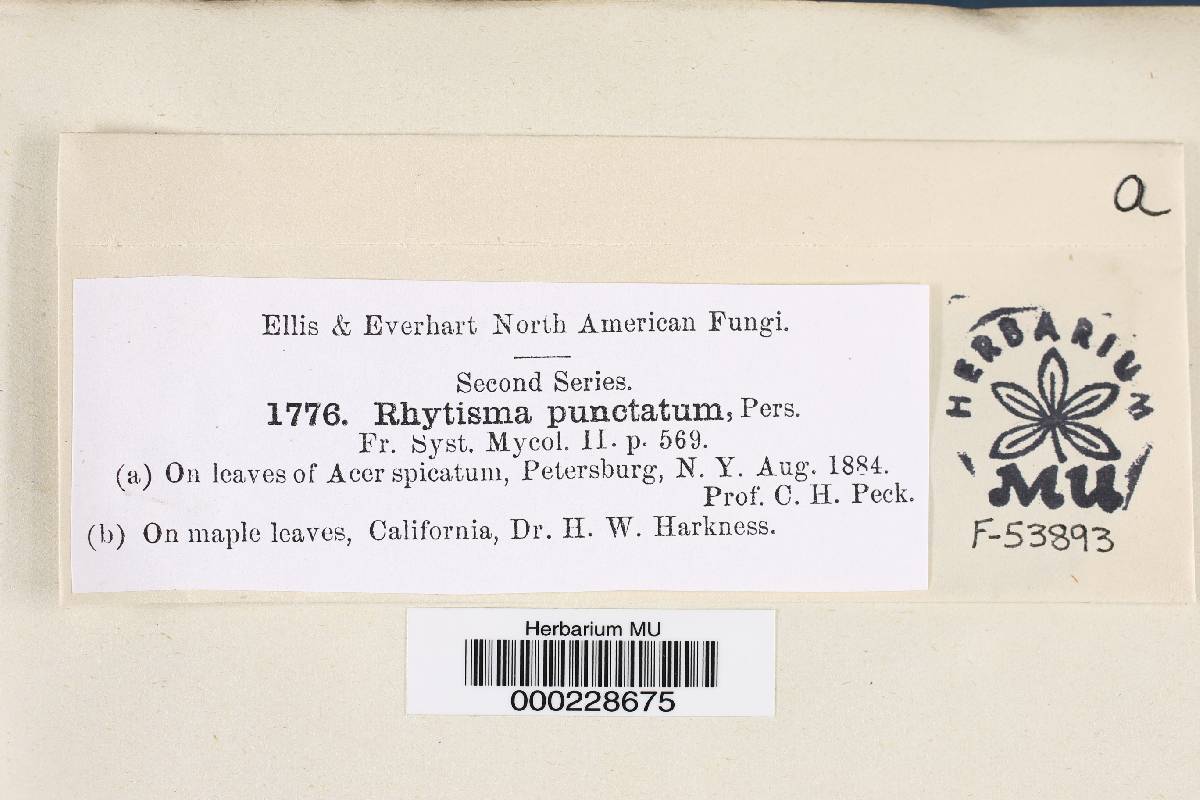 a
Ellis & Everhart North American Fungi.
Second Series.
1776. Rhytisma punctatum, Pers.
Fr. Syst. Mycol. II. p. 569.
(a) On leaves of Acer spicatum, Petersburg, N. Y. Aug. 1884.
Prof. C. H. Peck.
(b) On maple leaves, California, Dr. H. W. Harkness.
HERBARIUM
MU
F-53893
Herbarium MU
000228675